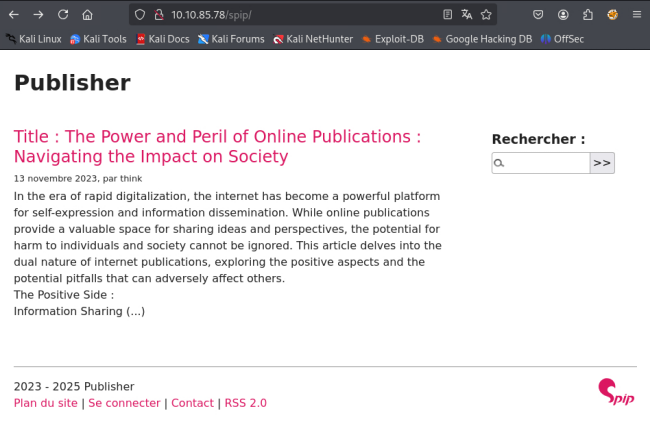 10.10.85.78/spip/
Kali Linux Kali Tools Kali Docs Kali Forums Kali NetHunter Exploit-DB Google Hacking DB OffSec
Publisher
Title : The Power and Peril of Online Publications :
Navigating the Impact on Society
13 novembre 2023, par think
In the era of rapid digitalization, the internet has become a powerful platform
for self-expression and information dissemination. While online publications
provide a valuable space for sharing ideas and perspectives, the potential for
harm to individuals and society cannot be ignored. This article delves into the
dual nature of internet publications, exploring the positive aspects and the
potential pitfalls that can adversely affect others.
The Positive Side :
Information Sharing (...)
Rechercher :
>>
2023 - 2025 Publisher
Plan du site | Se connecter | Contact | RSS 2.0
Spip